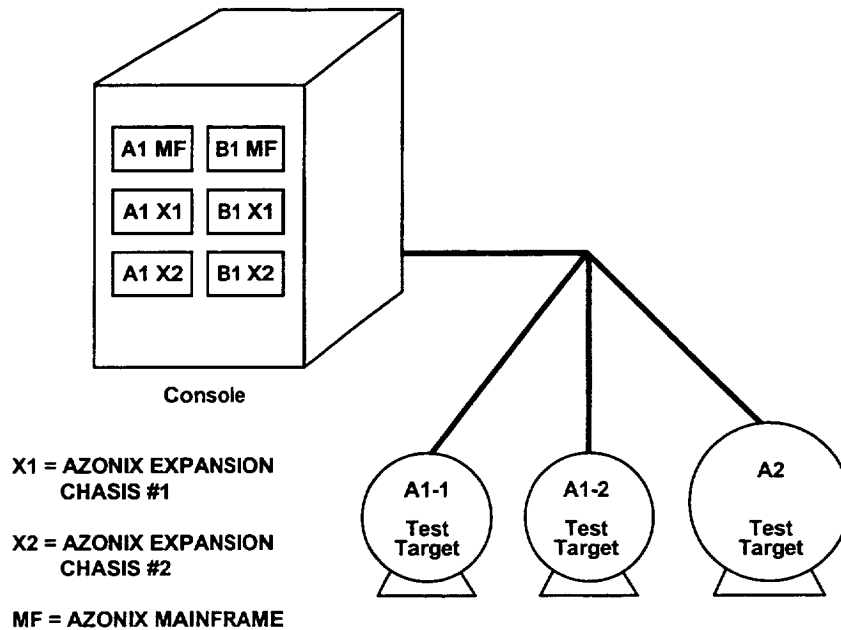 A1 MF B1 MF
A1 X1 B1 X1
A1 X2 B1 X2
Console
X1 = AZONIX EXPANSION
CHASIS #1
X2 = AZONIX EXPANSION
CHASIS #2
MF = AZONIX MAINFRAME
A1-1
Test
Target
A1-2
Test
Target
A2
Test
Target